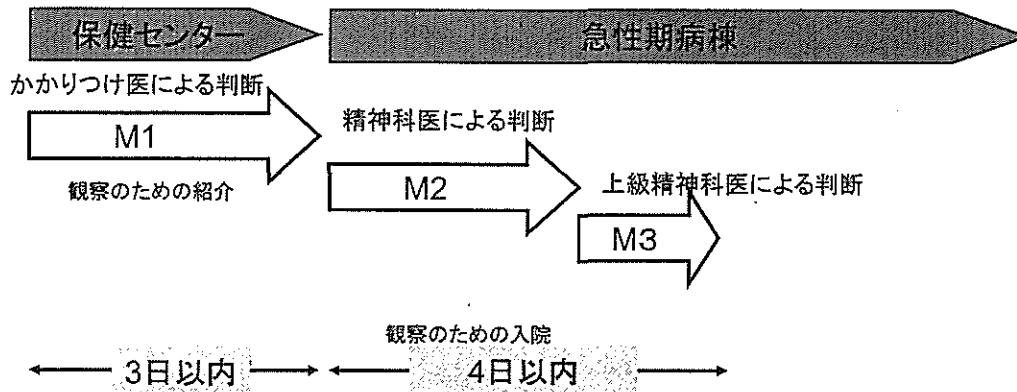 保健センター
急性期病棟
かかりつけ医による判断
M1
観察のための紹介
精神科医による判断
M2
上級精神科医による判断
M3
観察のための入院
3日以内
4日以内